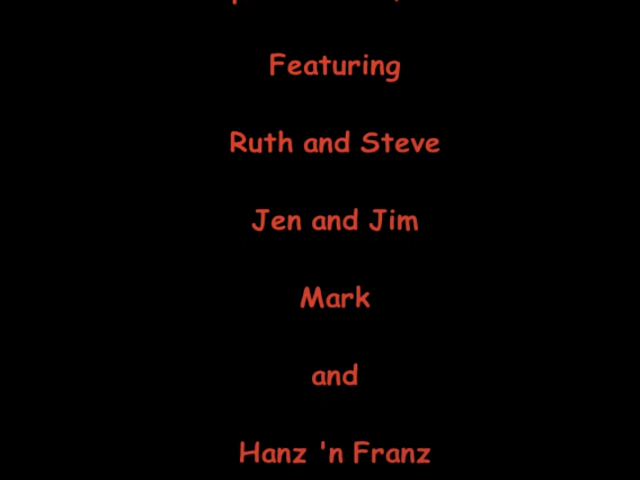 Featuring
Ruth and Steve
Jen and Jim
Mark
and
Hanz 'n Franz